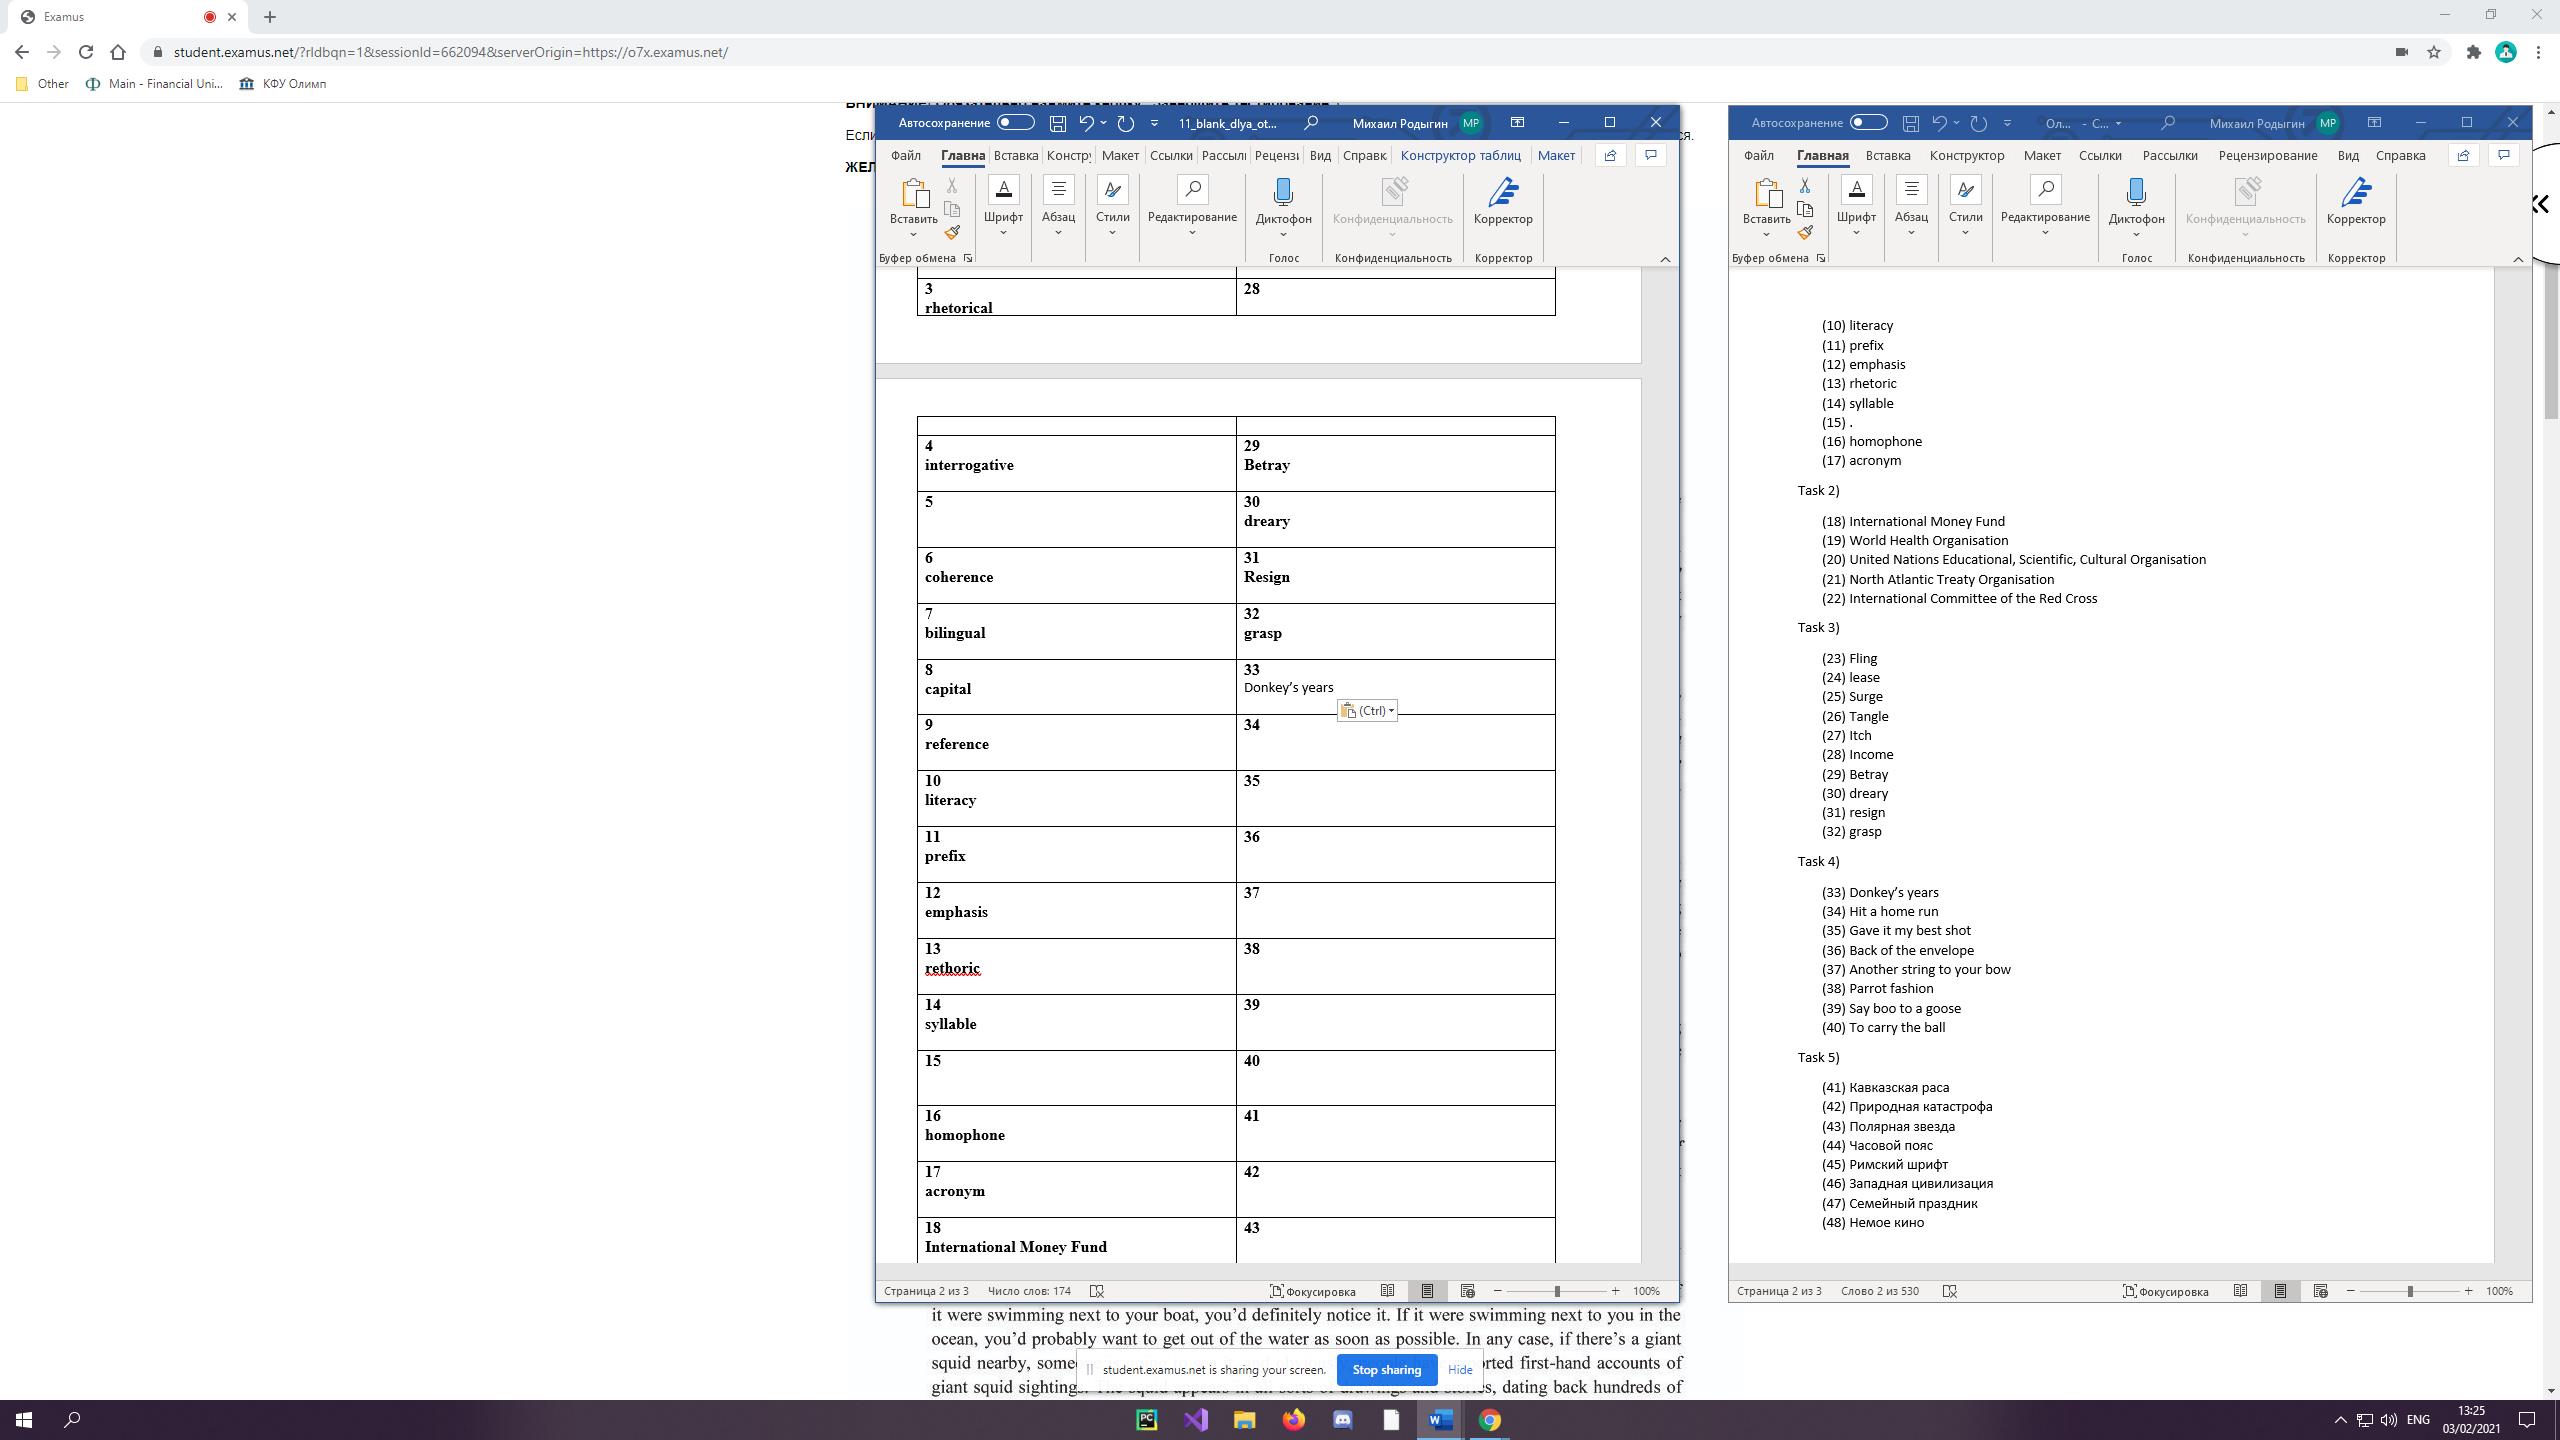 Examus
student.examus.net/?rldbqn=1&sessionId=662094&serverOrigin=https://o7x.examus.net/
Other
Main - Financial Uni...
КФУ Олимп
Если
ся.
ЖЕЛ
Автосохранение
11_blank_dlya_ot...
Михаил Родыгин
МР
Файл
Главна
Вставка
Констру
Макет
Ссылки
Рассылı
Рецензи
Вид
Справк
Конструктор таблиц
Макет
Вставить
Шрифт
Абзац
Стили
Редактирование
Диктофон
Конфиденциальность
Корректор
Буфер обмена
Голос
Конфиденциальность
Корректор
3
rhetorical
28
4
interrogative
29
Betray
5
30
dreary
6
coherence
31
Resign
7
bilingual
32
grasp
8
capital
33
Donkey’s years
(Ctrl)
9
reference
34
10
literacy
35
11
prefix
36
12
emphasis
37
13
rethoric
38
14
syllable
39
15
40
16
homophone
41
17
acronym
42
18
International Money Fund
43
Страница 2 из 3
Число слов: 174
Фокусировка
100%
Автосохранение
Ол...
- С...
Михаил Родыгин
МР
Файл
Главная
Вставка
Конструктор
Макет
Ссылки
Рассылки
Рецензирование
Вид
Справка
Вставить
Шрифт
Абзац
Стили
Редактирование
Диктофон
Конфиденциальность
Корректор
Буфер обмена
Голос
Конфиденциальность
Корректор
(10) literacy
(11) prefix
(12) emphasis
(13) rhetoric
(14) syllable
(15) .
(16) homophone
(17) acronym
Task 2)
(18) International Money Fund
(19) World Health Organisation
(20) United Nations Educational, Scientific, Cultural Organisation
(21) North Atlantic Treaty Organisation
(22) International Committee of the Red Cross
Task 3)
(23) Fling
(24) lease
(25) Surge
(26) Tangle
(27) Itch
(28) Income
(29) Betray
(30) dreary
(31) resign
(32) grasp
Task 4)
(33) Donkey’s years
(34) Hit a home run
(35) Gave it my best shot
(36) Back of the envelope
(37) Another string to your bow
(38) Parrot fashion
(39) Say boo to a goose
(40) To carry the ball
Task 5)
(41) Кавказская раса
(42) Природная катастрофа
(43) Полярная звезда
(44) Часовой пояс
(45) Римский шрифт
(46) Западная цивилизация
(47) Семейный праздник
(48) Немое кино
Страница 2 из 3
Слово 2 из 530
Фокусировка
100%
it were swimming next to your boat, you’d definitely notice it. If it were swimming next to you in the
ocean, you’d probably want to get out of the water as soon as possible. In any case, if there’s a giant
squid nearby, some
orted first-hand accounts of
giant squid sightings
, dating back hundreds of
student.examus.net is sharing your screen.
Stop sharing
Hide
PC
ENG
13:25
03/02/2021